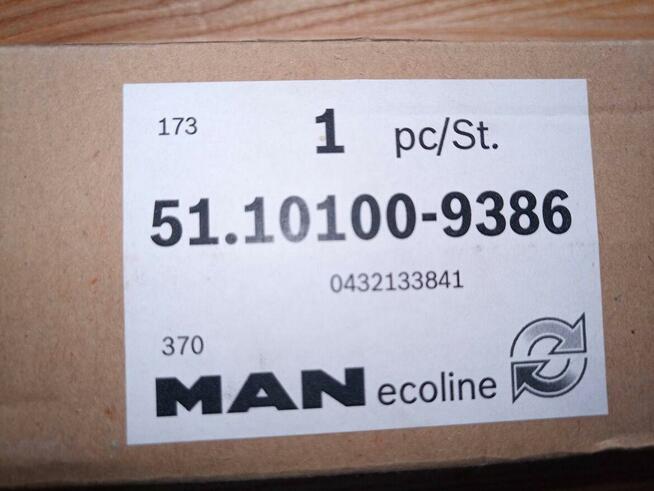 173 1 pc/St.
51.10100-9386
0432133841
370
MAN ecoline